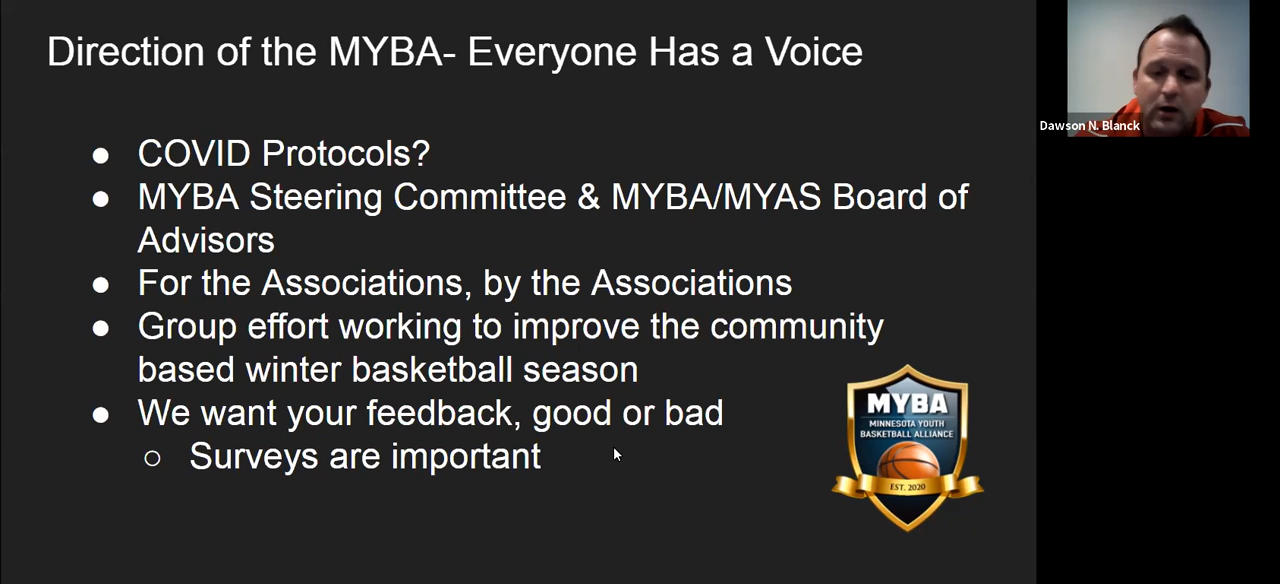 Direction of the MYBA- Everyone Has a Voice
● COVID Protocols?
● MYBA Steering Committee & MYBA/MYAS Board of
Advisors
● For the Associations, by the Associations
● Group effort working to improve the community
based winter basketball season
● We want your feedback, good or bad
○ Surveys are important
MYBA
MINNESOTA YOUTH
BASKETBALL ALLIANCE
EST. 2020
Dawson N. Blanck